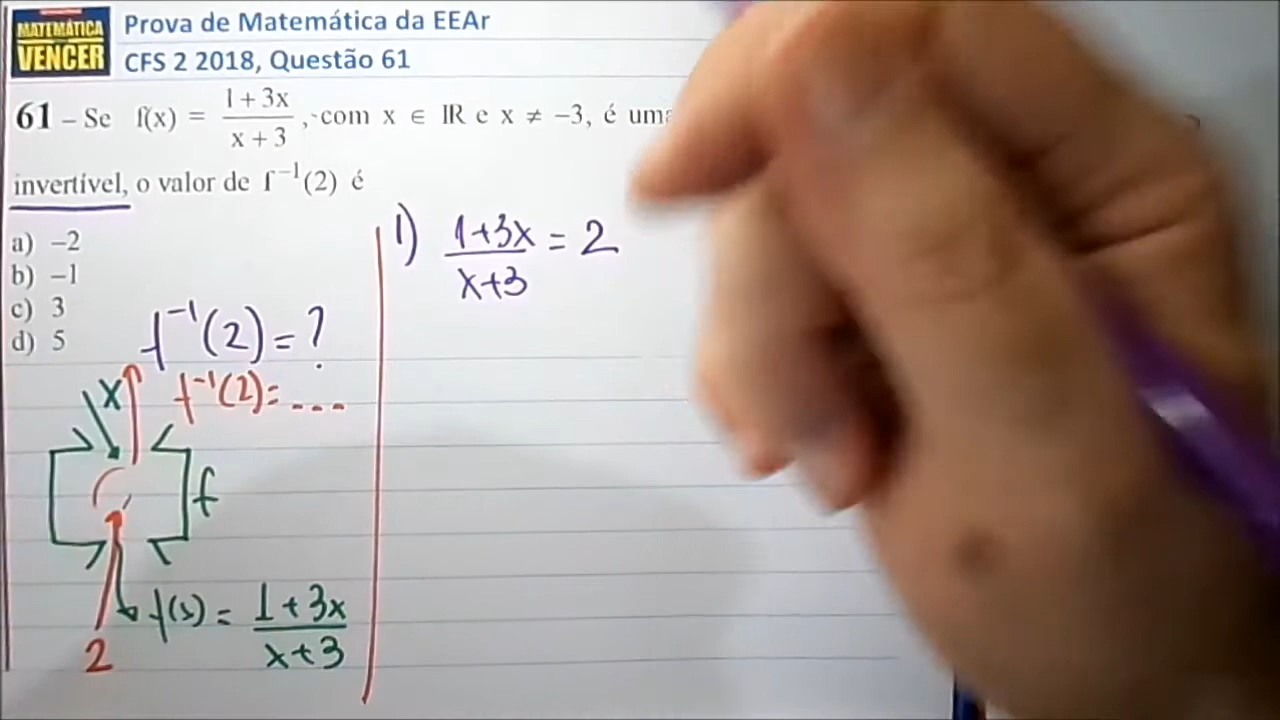 MATEMÁTICA
VENCER
Prova de Matemática da EEAr
CFS 2 2018, Questão 61
61 – Se f(x) = (1 + 3x)/(x + 3), com x ∈ IR e x ≠ –3, é uma
invertível, o valor de f⁻¹(2) é
a) –2
b) –1
c) 3
d) 5
f⁻¹(2) = ?
f⁻¹(2) = ...
x
f
2
f(x) = (1 + 3x)/(x + 3)
1) (1+3x)/(x+3) = 2